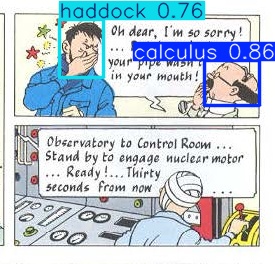 haddock 0.76
Oh dear, I'm so sorry!
calculus 0.86
your pipe was
in your mouth!
Observatory to Control Room ...
Stand by to engage nuclear motor
... Ready!... Thirty
seconds from now ...